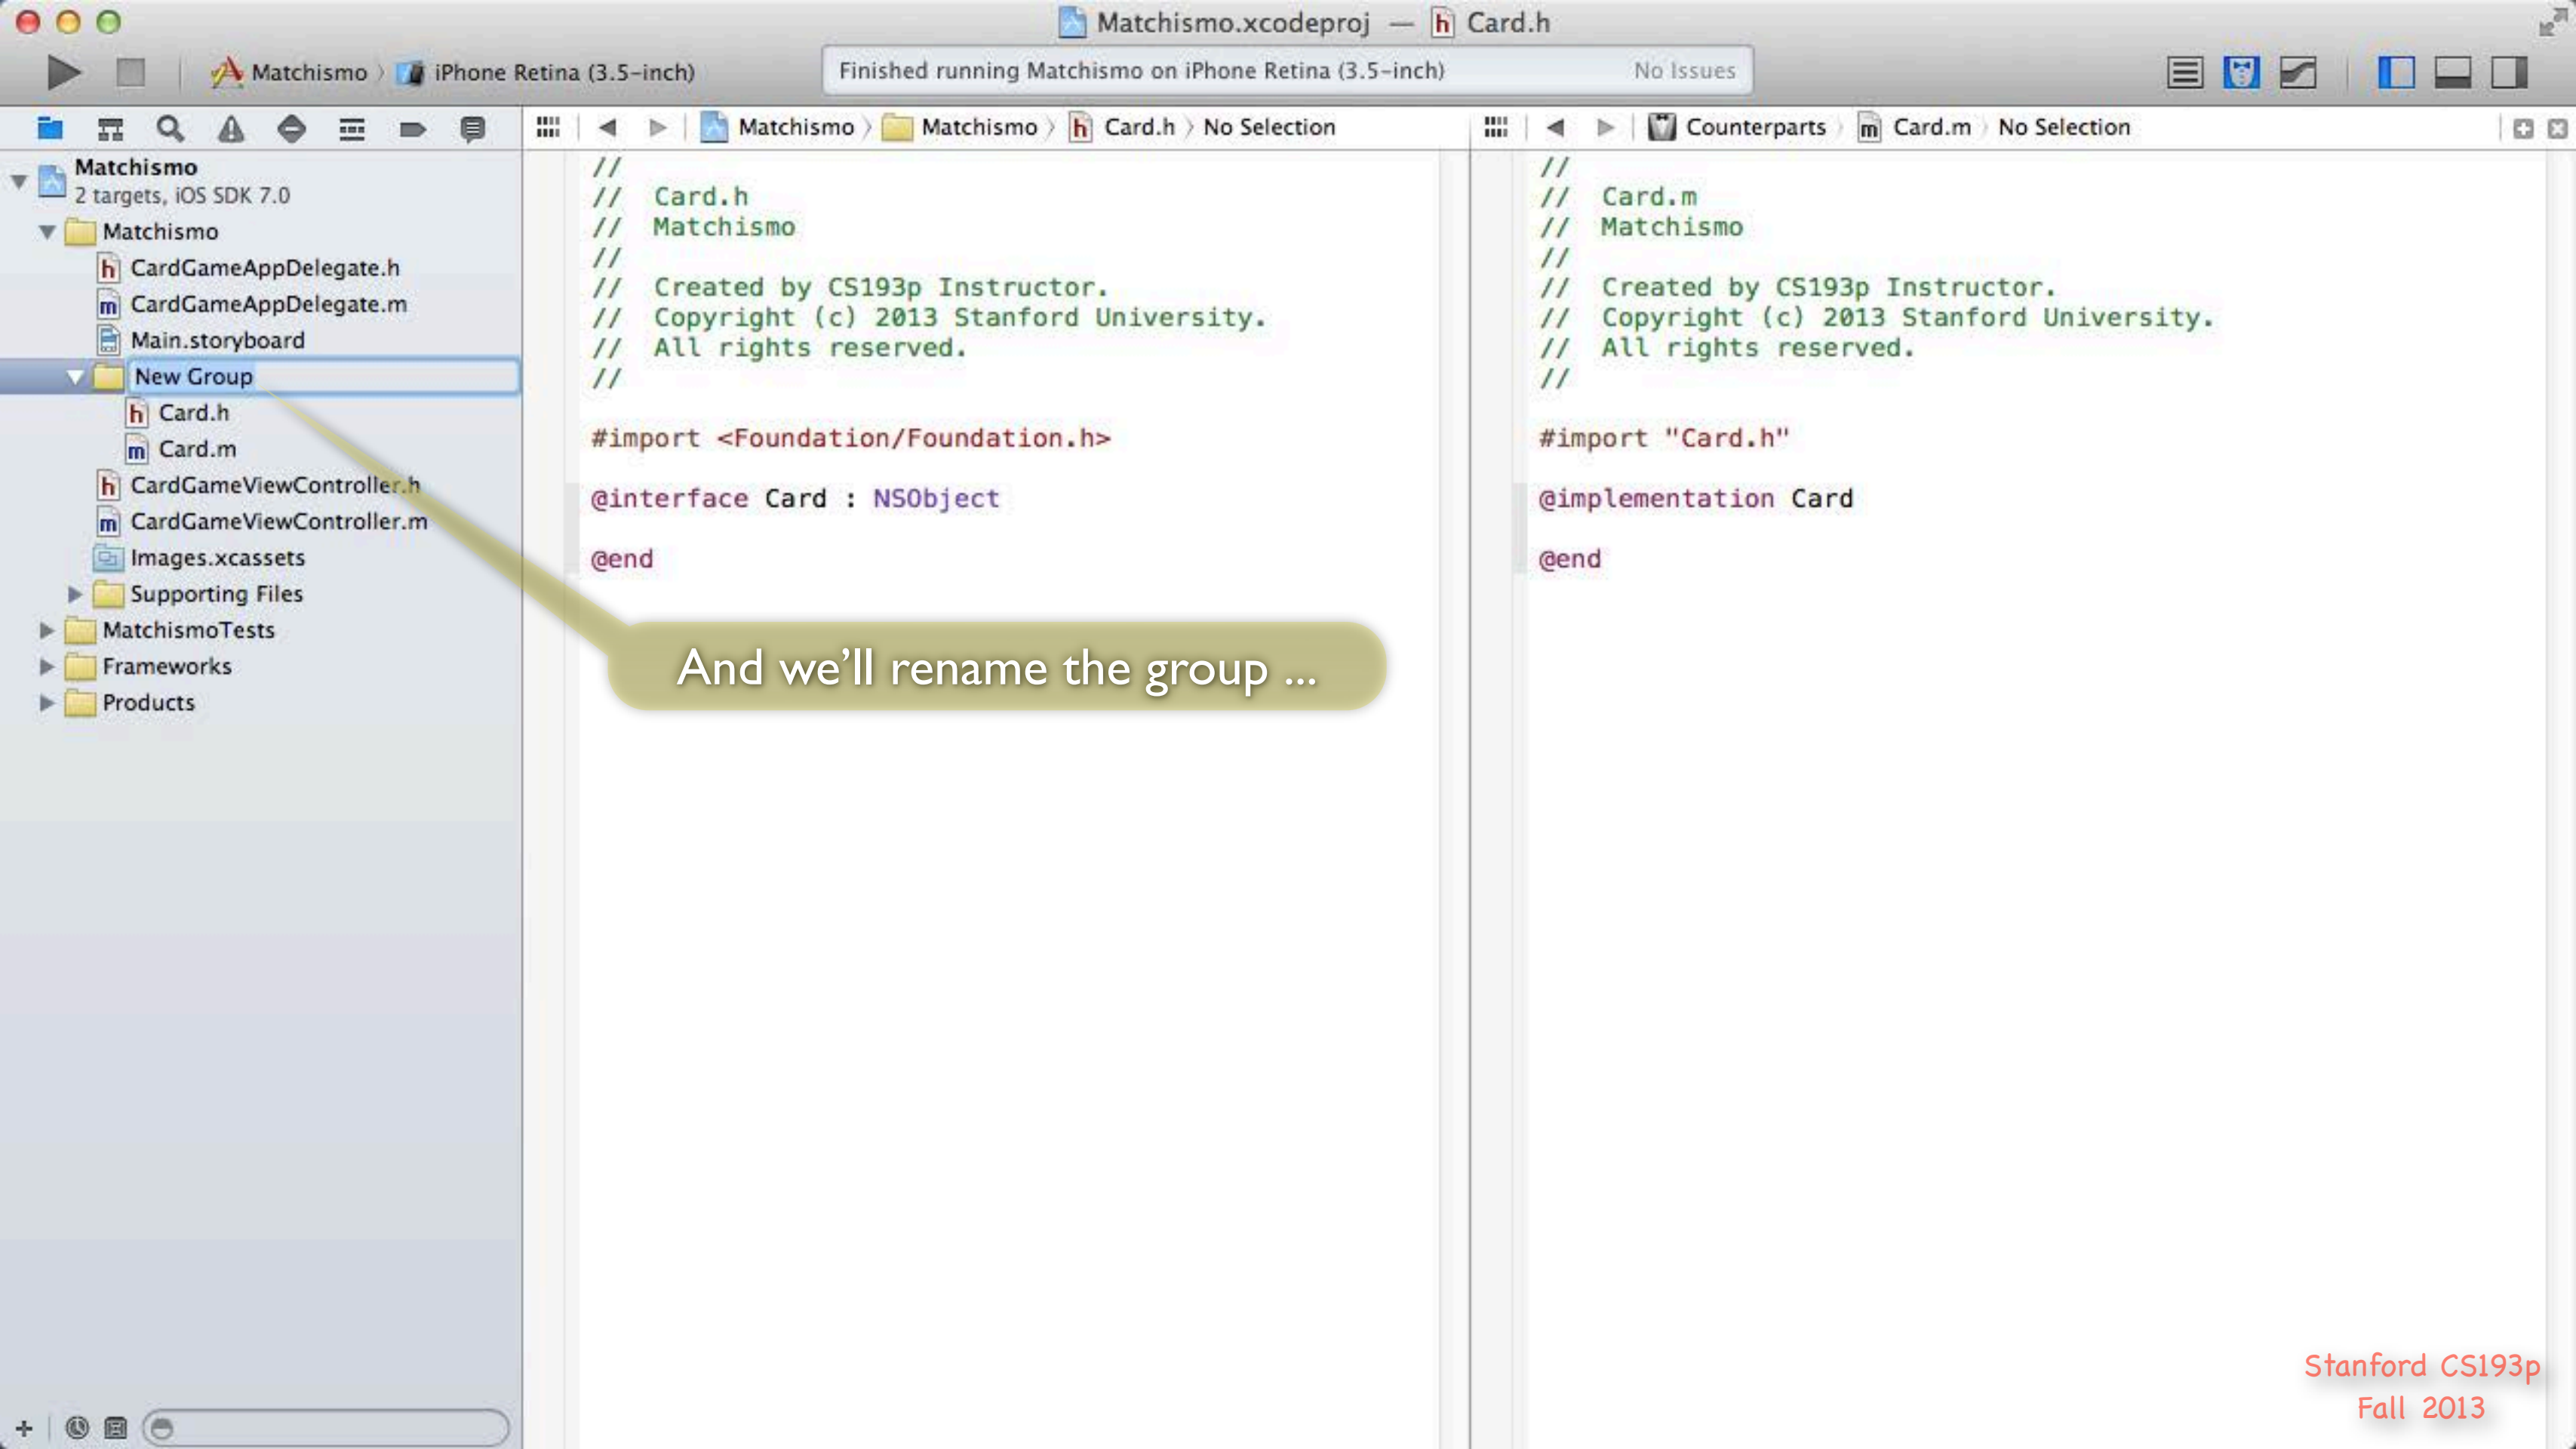 Matchismo.xcodeproj — h Card.h
Matchismo 〉 iPhone Retina (3.5-inch)
Finished running Matchismo on iPhone Retina (3.5-inch)
No Issues
Matchismo 〉 Matchismo 〉 h Card.h 〉 No Selection
Counterparts 〉 m Card.m 〉 No Selection
Matchismo
2 targets, iOS SDK 7.0
Matchismo
h CardGameAppDelegate.h
m CardGameAppDelegate.m
Main.storyboard
New Group
h Card.h
m Card.m
h CardGameViewController.h
m CardGameViewController.m
Images.xcassets
Supporting Files
MatchismoTests
Frameworks
Products
//
// Card.h
// Matchismo
//
// Created by CS193p Instructor.
// Copyright (c) 2013 Stanford University.
// All rights reserved.
//
#import <Foundation/Foundation.h>
@interface Card : NSObject
@end
//
// Card.m
// Matchismo
//
// Created by CS193p Instructor.
// Copyright (c) 2013 Stanford University.
// All rights reserved.
//
#import "Card.h"
@implementation Card
@end
And we’ll rename the group ...
Stanford CS193p
Fall 2013